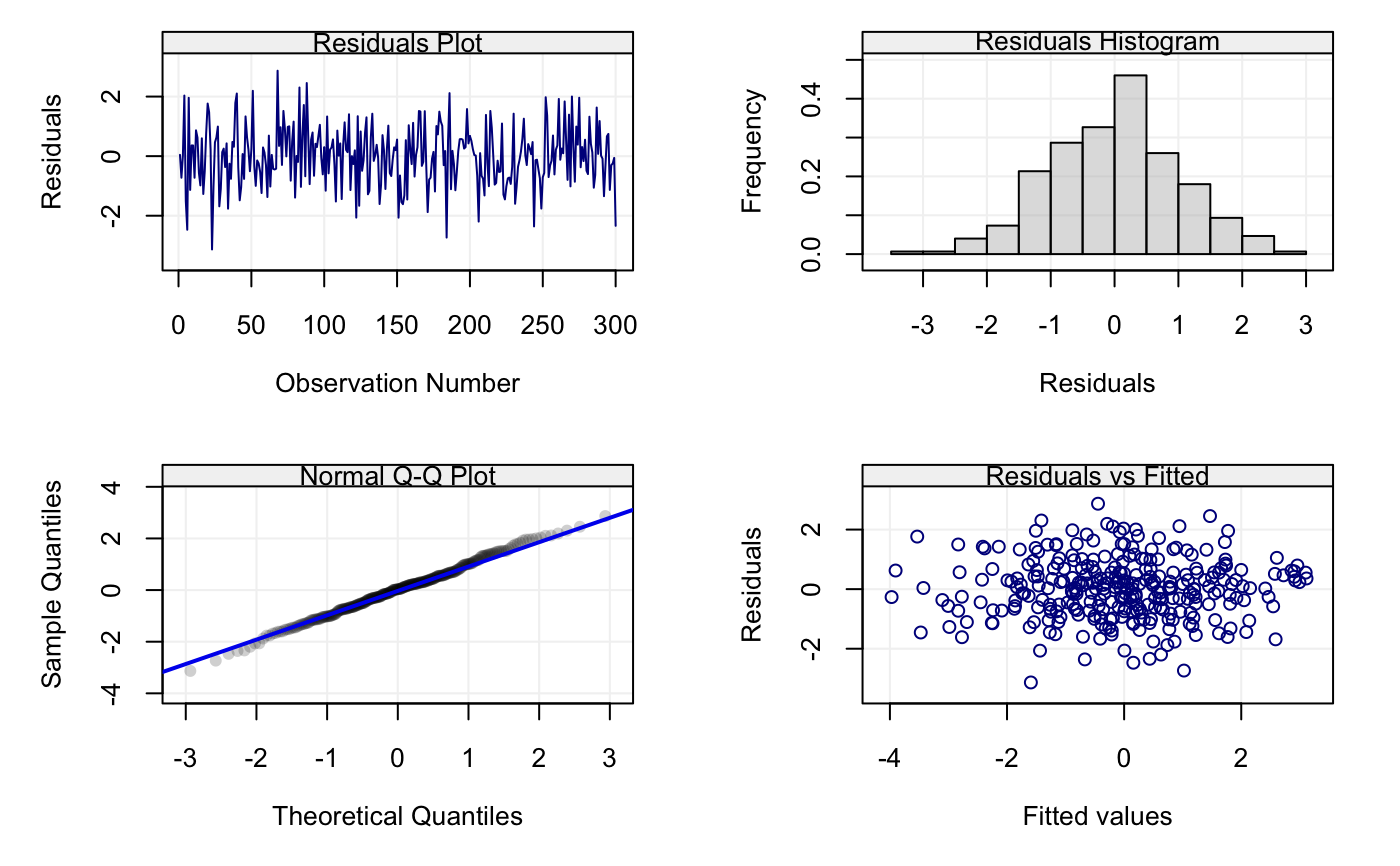 Residuals Plot
Residuals
2
0
-2
0 50 100 150 200 250 300
Observation Number
Residuals Histogram
Frequency
0.4
0.2
0.0
-3 -2 -1 0 1 2 3
Residuals
Normal Q-Q Plot
Sample Quantiles
4
2
0
-2
-4
-3 -2 -1 0 1 2 3
Theoretical Quantiles
Residuals vs Fitted
Residuals
2
0
-2
-4 -2 0 2
Fitted values